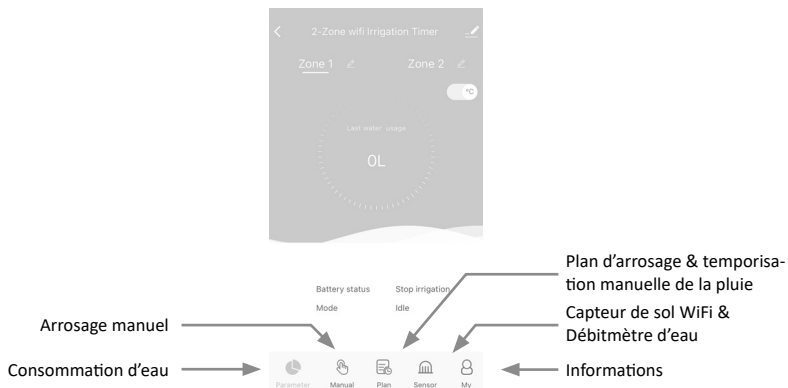 2-Zone wifi Irrigation Timer
Zone 1
Zone 2
°C
Last water usage
0L
Plan d’arrosage & temporisa-
tion manuelle de la pluie
Battery status
Stop irrigation
Mode
Idle
Capteur de sol WiFi &
Débitmètre d’eau
Arrosage manuel
Consommation d’eau
Informations
Parameter
Manual
Plan
Sensor
My